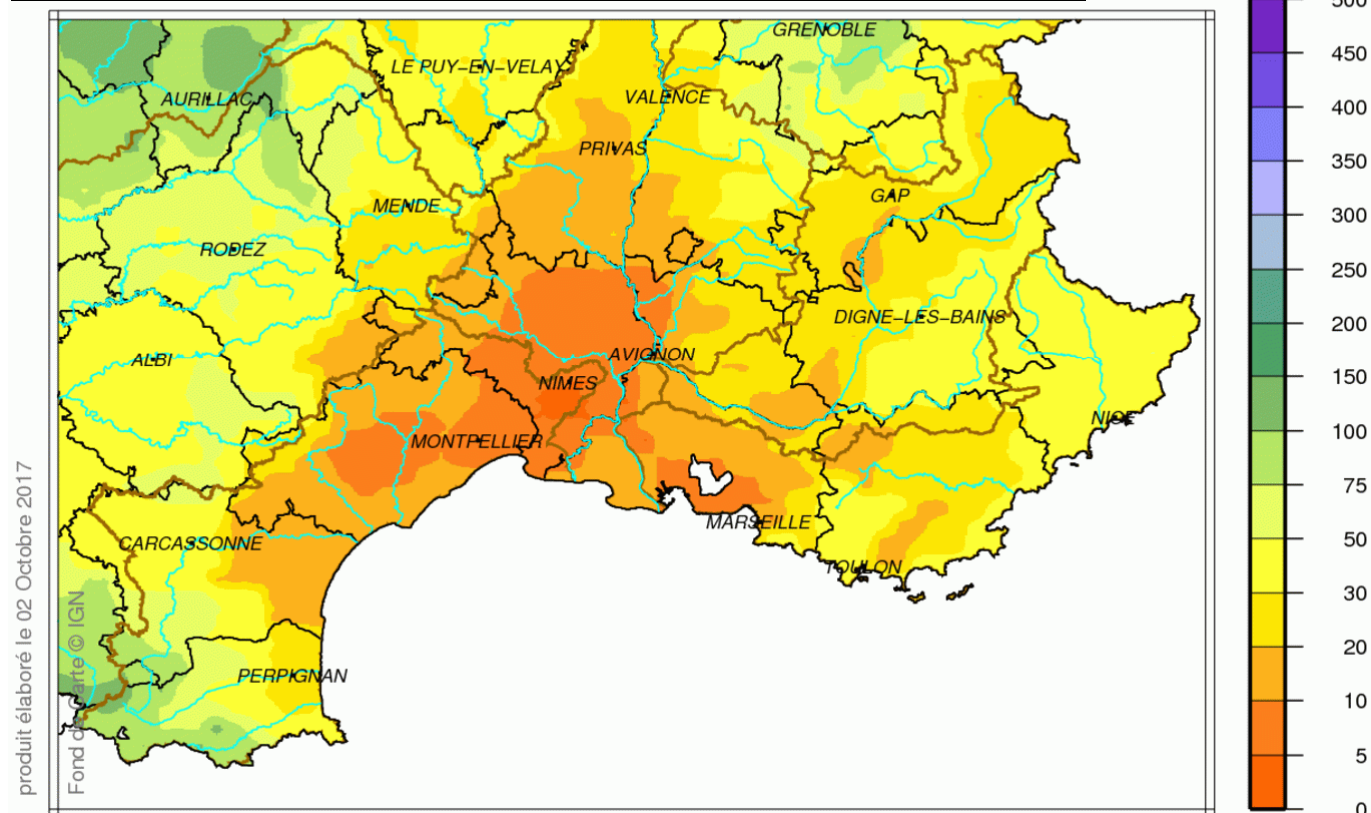 GRENOBLE
LE PUY-EN-VELAY
AURILLAC
VALENCE
PRIVAS
GAP
MENDE
RODEZ
DIGNE-LES-BAINS
ALBI
AVIGNON
NIMES
NICE
MONTPELLIER
MARSEILLE
CARCASSONNE
TOULON
PERPIGNAN
produit élaboré le 02 Octobre 2017
Fond de carte © IGN
500
450
400
350
300
250
200
150
100
75
50
30
20
10
5
0